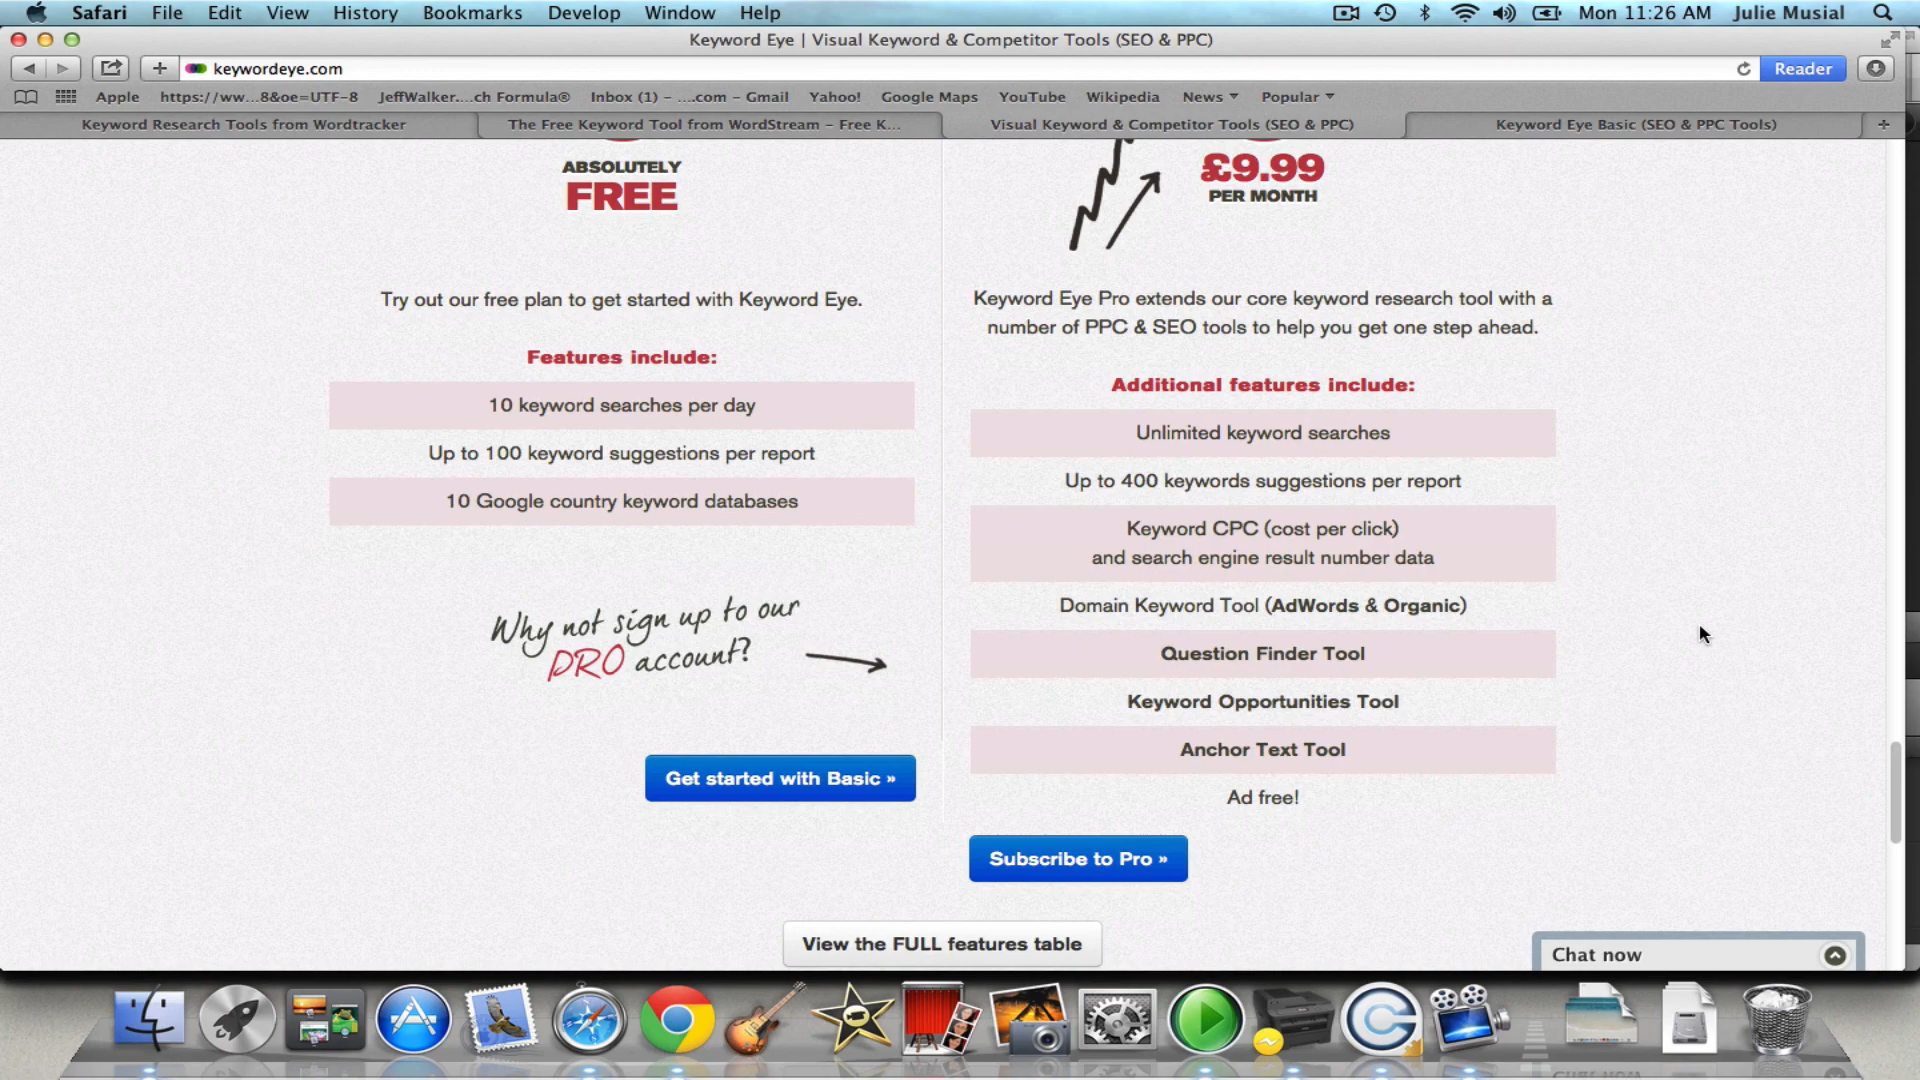 Safari File Edit View History Bookmarks Develop Window Help Mon 11:26 AM Julie Musial
Keyword Eye | Visual Keyword & Competitor Tools (SEO & PPC)
keywordeye.com Reader
Apple https://ww...8&oe=UTF-8 JeffWalker....ch Formula® Inbox (1) - ....com - Gmail Yahoo! Google Maps YouTube Wikipedia News Popular
Keyword Research Tools from Wordtracker The Free Keyword Tool from WordStream – Free K... Visual Keyword & Competitor Tools (SEO & PPC) Keyword Eye Basic (SEO & PPC Tools)
ABSOLUTELY
FREE
Try out our free plan to get started with Keyword Eye.
Features include:
10 keyword searches per day
Up to 100 keyword suggestions per report
10 Google country keyword databases
Why not sign up to our
PRO account?
Get started with Basic »
£9.99
PER MONTH
Keyword Eye Pro extends our core keyword research tool with a
number of PPC & SEO tools to help you get one step ahead.
Additional features include:
Unlimited keyword searches
Up to 400 keywords suggestions per report
Keyword CPC (cost per click)
and search engine result number data
Domain Keyword Tool (AdWords & Organic)
Question Finder Tool
Keyword Opportunities Tool
Anchor Text Tool
Ad free!
Subscribe to Pro »
View the FULL features table
Chat now